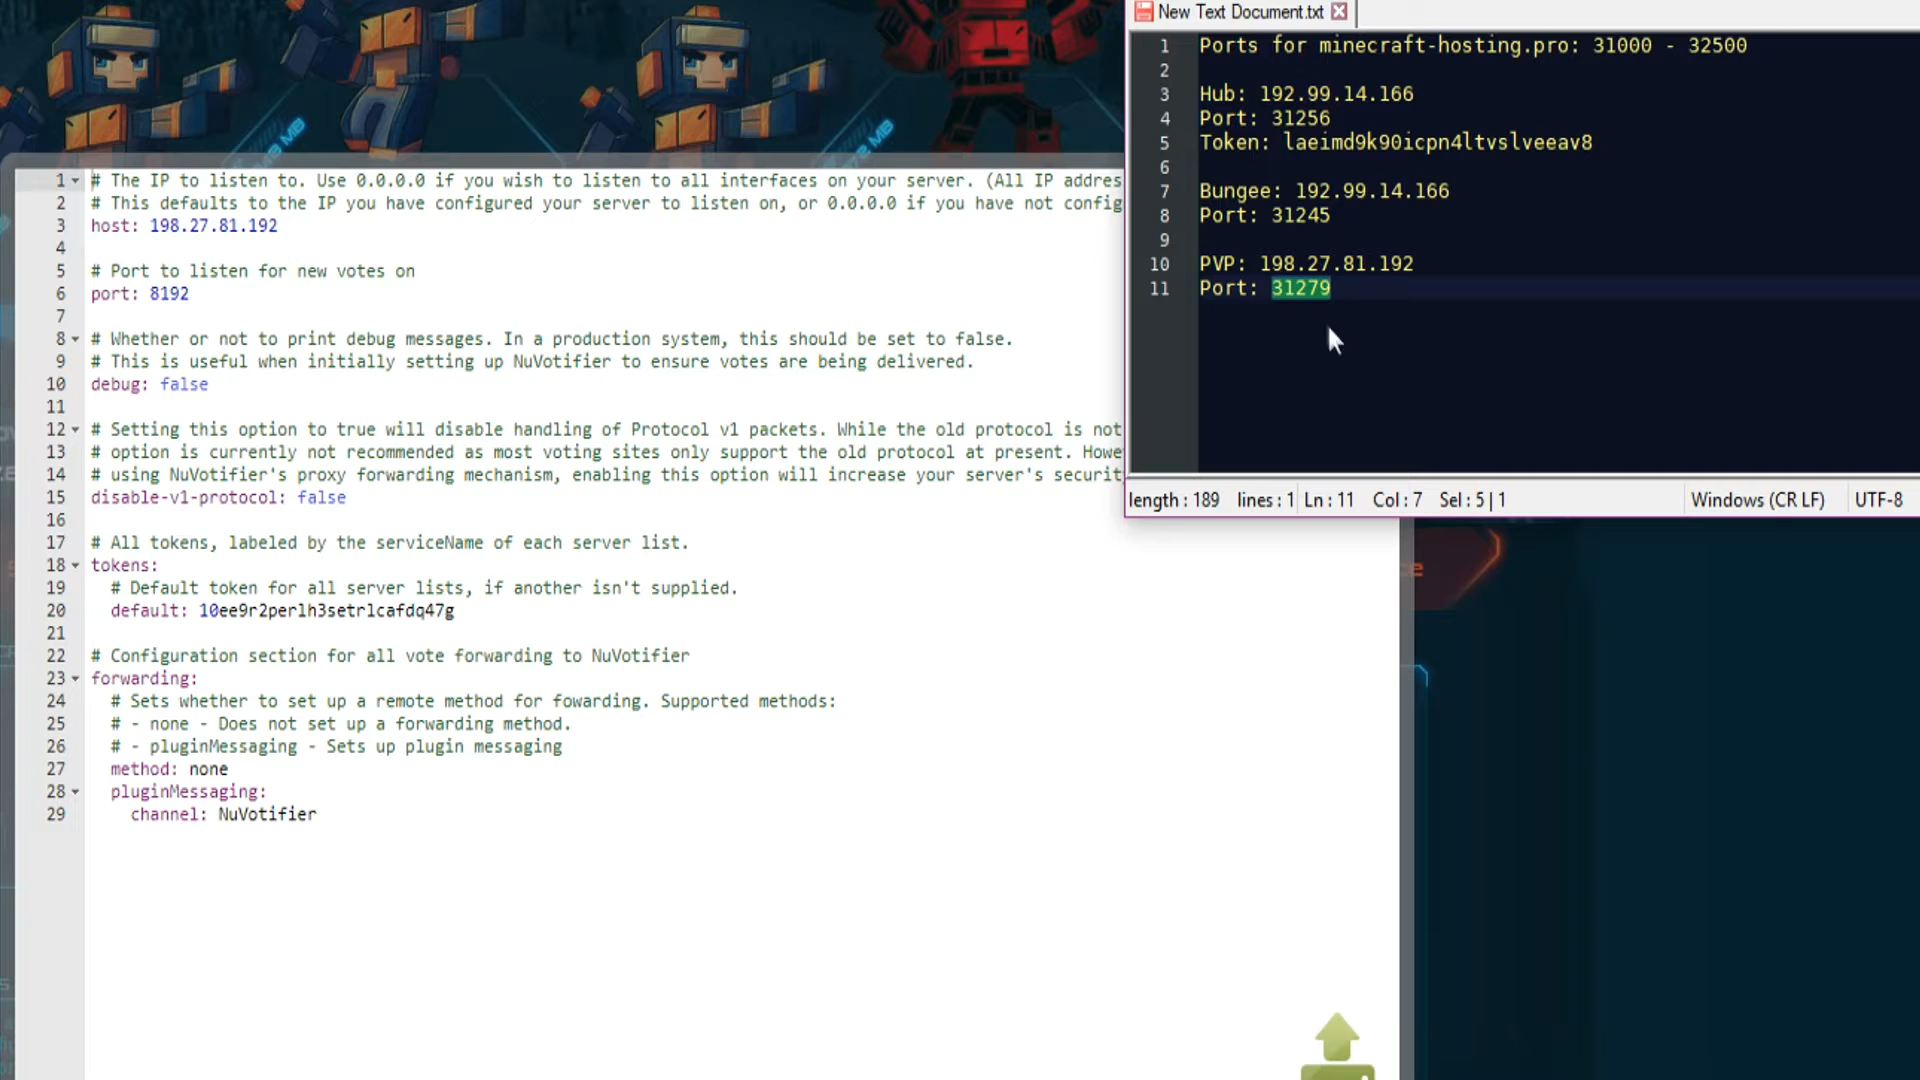 New Text Document.txt
1 Ports for minecraft-hosting.pro: 31000 - 32500
2
3 Hub: 192.99.14.166
4 Port: 31256
5 Token: laeimd9k90icpn4ltvslveeav8
6
7 Bungee: 192.99.14.166
8 Port: 31245
9
10 PVP: 198.27.81.192
11 Port: 31279
length : 189 lines : 1 Ln : 11 Col : 7 Sel : 5 | 1 Windows (CR LF) UTF-8
1 # The IP to listen to. Use 0.0.0.0 if you wish to listen to all interfaces on your server. (All IP addres
2 # This defaults to the IP you have configured your server to listen on, or 0.0.0.0 if you have not config
3 host: 198.27.81.192
4
5 # Port to listen for new votes on
6 port: 8192
7
8 # Whether or not to print debug messages. In a production system, this should be set to false.
9 # This is useful when initially setting up NuVotifier to ensure votes are being delivered.
10 debug: false
11
12 # Setting this option to true will disable handling of Protocol v1 packets. While the old protocol is not
13 # option is currently not recommended as most voting sites only support the old protocol at present. Howe
14 # using NuVotifier's proxy forwarding mechanism, enabling this option will increase your server's securit
15 disable-v1-protocol: false
16
17 # All tokens, labeled by the serviceName of each server list.
18 tokens:
19 # Default token for all server lists, if another isn't supplied.
20 default: 10ee9r2perlh3setrlcafdq47g
21
22 # Configuration section for all vote forwarding to NuVotifier
23 forwarding:
24 # Sets whether to set up a remote method for fowarding. Supported methods:
25 # - none - Does not set up a forwarding method.
26 # - pluginMessaging - Sets up plugin messaging
27 method: none
28 pluginMessaging:
29 channel: NuVotifier